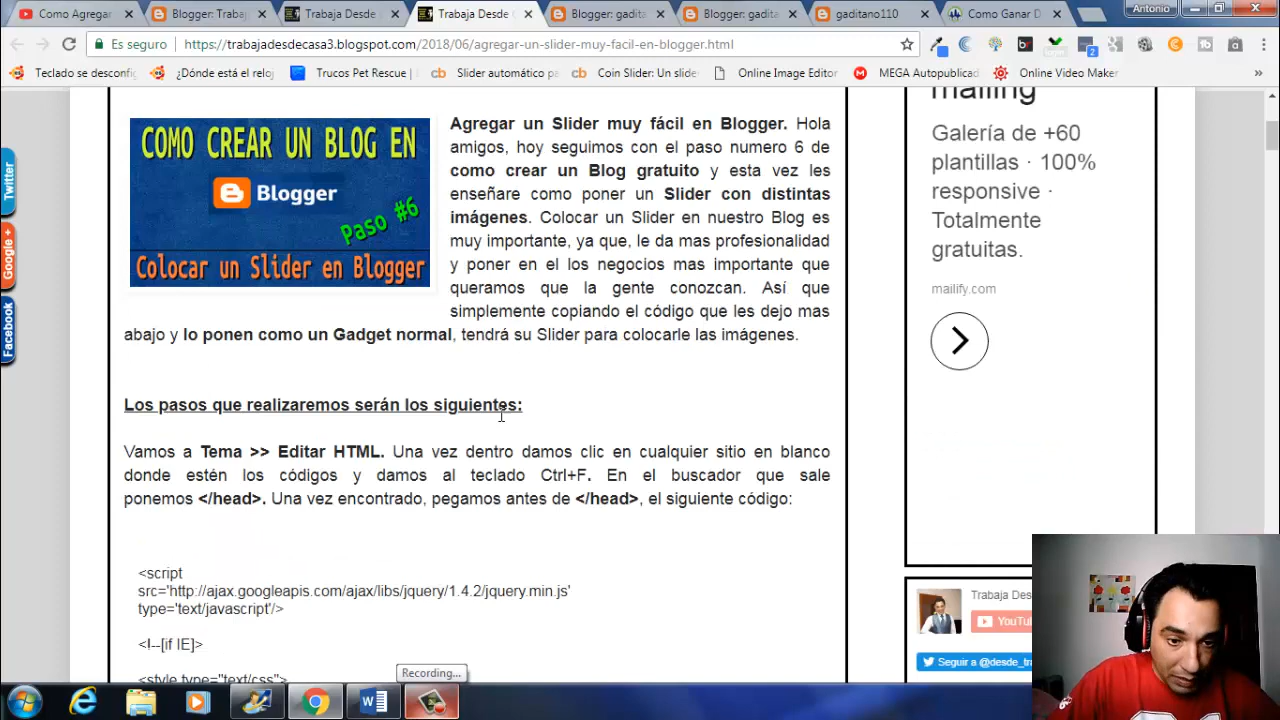 Como Agregar
Blogger: Traba
Trabaja Desde
Trabaja Desde
Blogger: gadita
Blogger: gadita
gaditano110
Como Ganar D
Antonio
Es seguro
https://trabajadesdecasa3.blogspot.com/2018/06/agregar-un-slider-muy-facil-en-blogger.html
Teclado se desconfig
¿Dónde está el reloj
Trucos Pet Rescue
Slider automático pa
Coin Slider: Un slide
Online Image Editor
MEGA Autopublicad
Online Video Maker
»
mailing
Galería de +60
plantillas · 100%
responsive ·
Totalmente
gratuitas.
mailify.com
Twitter
Google +
Facebook
COMO CREAR UN BLOG EN
Blogger
Paso #6
Colocar un Slider en Blogger
Agregar un Slider muy fácil en Blogger. Hola
amigos, hoy seguimos con el paso numero 6 de
como crear un Blog gratuito y esta vez les
enseñare como poner un Slider con distintas
imágenes. Colocar un Slider en nuestro Blog es
muy importante, ya que, le da mas profesionalidad
y poner en el los negocios mas importante que
queramos que la gente conozcan. Así que
simplemente copiando el código que les dejo mas
abajo y lo ponen como un Gadget normal, tendrá su Slider para colocarle las imágenes.
Los pasos que realizaremos serán los siguientes:
Vamos a Tema >> Editar HTML. Una vez dentro damos clic en cualquier sitio en blanco
donde estén los códigos y damos al teclado Ctrl+F. En el buscador que sale
ponemos </head>. Una vez encontrado, pegamos antes de </head>, el siguiente código:
<script
src='http://ajax.googleapis.com/ajax/libs/jquery/1.4.2/jquery.min.js'
type='text/javascript'/>
<!--[if IE]>
<style type="text/css">
Trabaja Des
YouTu
Seguir a @desde_tra
Recording...